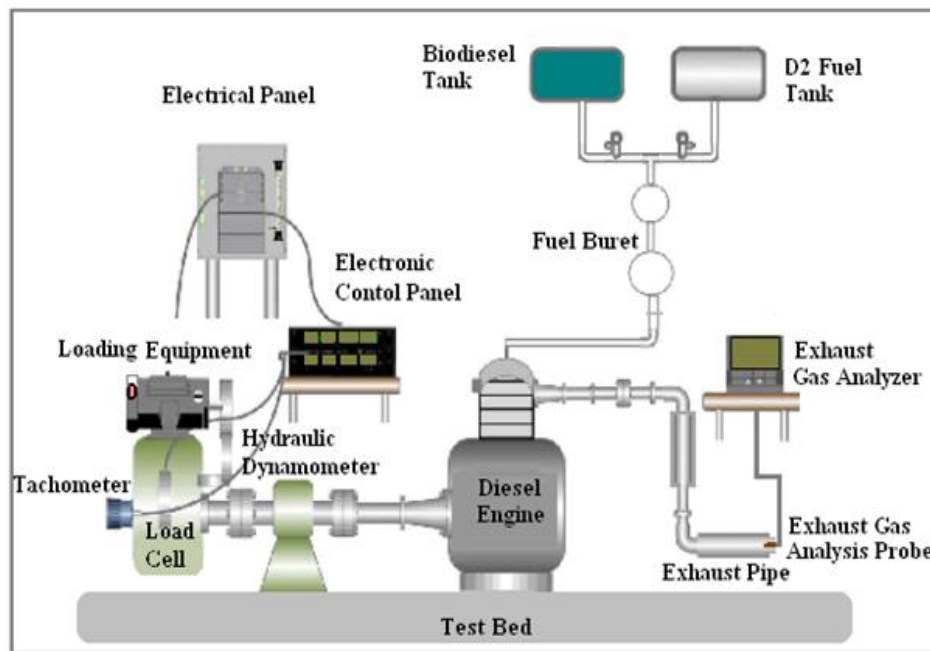 Biodiesel
Tank
D2 Fuel
Tank
Electrical Panel
Fuel Buret
Electronic
Contol Panel
Loading Equipment
Exhaust
Gas Analyzer
Hydraulic
Dynamometer
Tachometer
Diesel
Engine
Load
Cell
Exhaust Gas
Analysis Probe
Exhaust Pipe
Test Bed